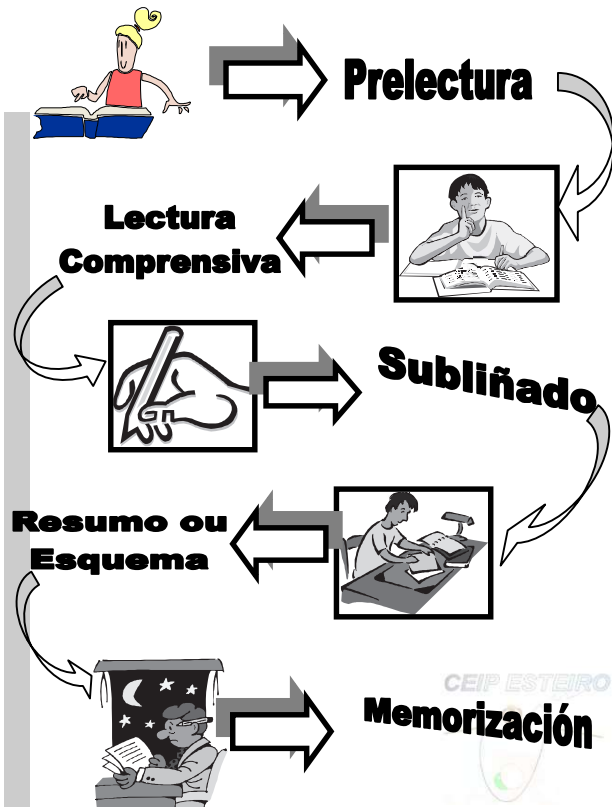 Prelectura
Lectura
Comprensiva
Subliñado
Resumo ou
Esquema
CEIP ESTEIRO
Memorización